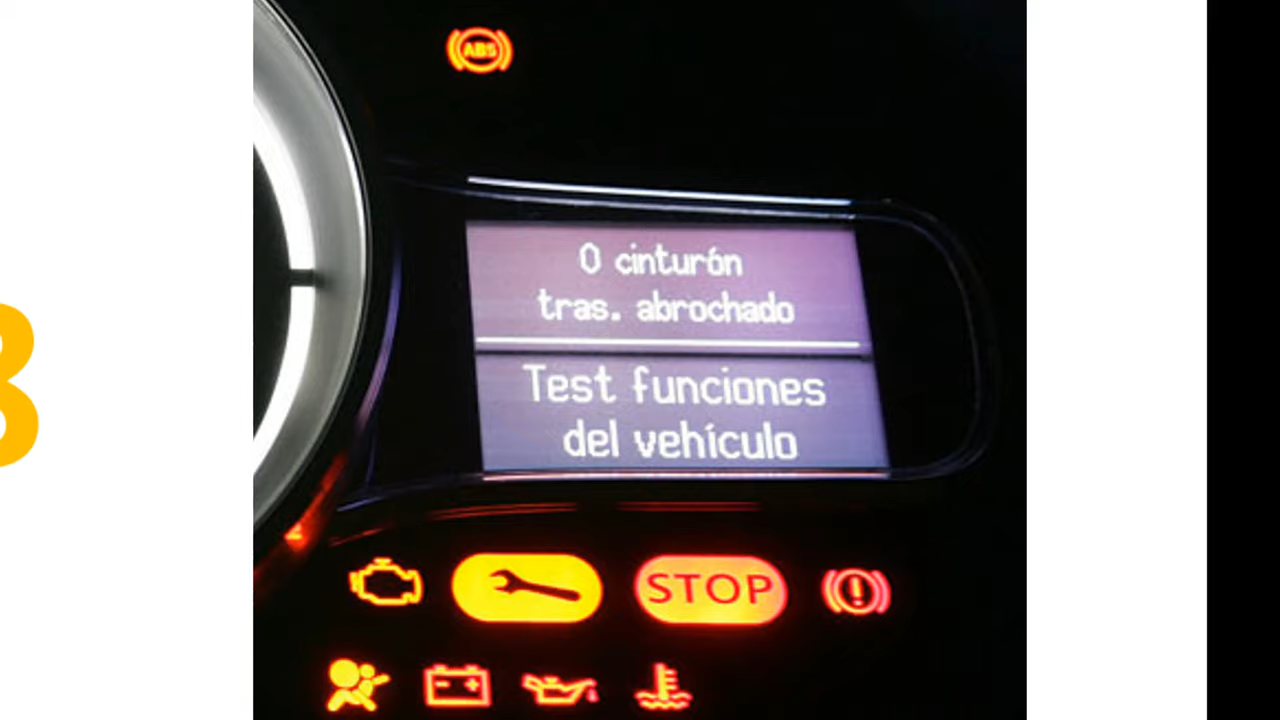 ABS
0 cinturón
tras. abrochado
Test funciones
del vehículo
STOP